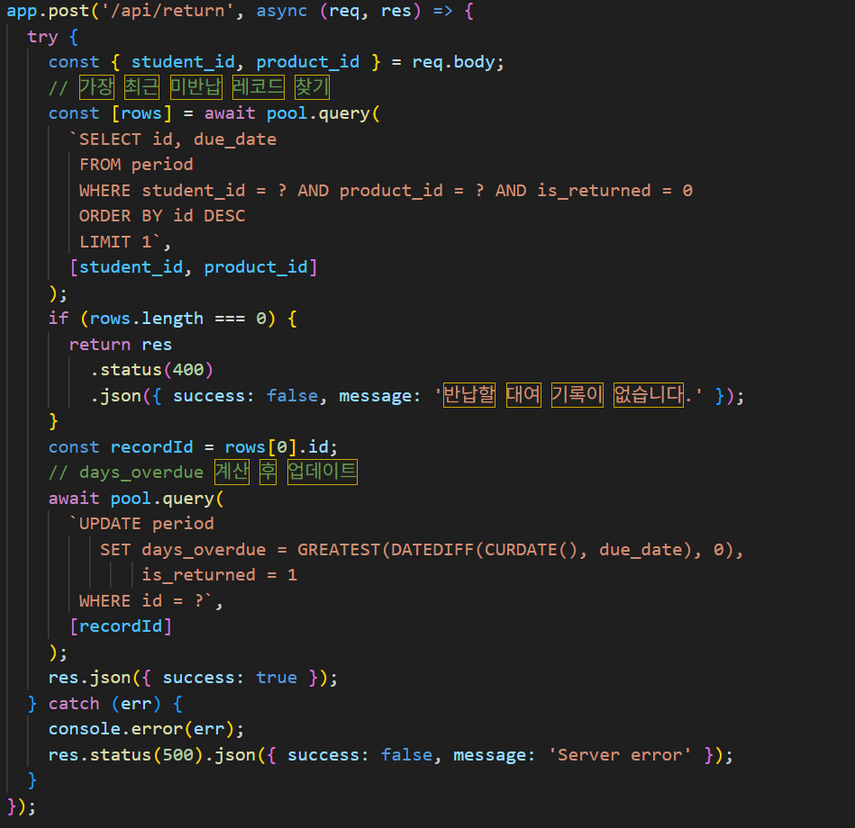 app.post('/api/return', async (req, res) => {
try {
const { student_id, product_id } = req.body;
// 가장 최근 미반납 레코드 찾기
const [rows] = await pool.query(
`SELECT id, due_date
FROM period
WHERE student_id = ? AND product_id = ? AND is_returned = 0
ORDER BY id DESC
LIMIT 1`,
[student_id, product_id]
);
if (rows.length === 0) {
return res
.status(400)
.json({ success: false, message: '반납할 대여 기록이 없습니다.' });
}
const recordId = rows[0].id;
// days_overdue 계산 후 업데이트
await pool.query(
`UPDATE period
SET days_overdue = GREATEST(DATEDIFF(CURDATE(), due_date), 0),
is_returned = 1
WHERE id = ?`,
[recordId]
);
res.json({ success: true });
} catch (err) {
console.error(err);
res.status(500).json({ success: false, message: 'Server error' });
}
});